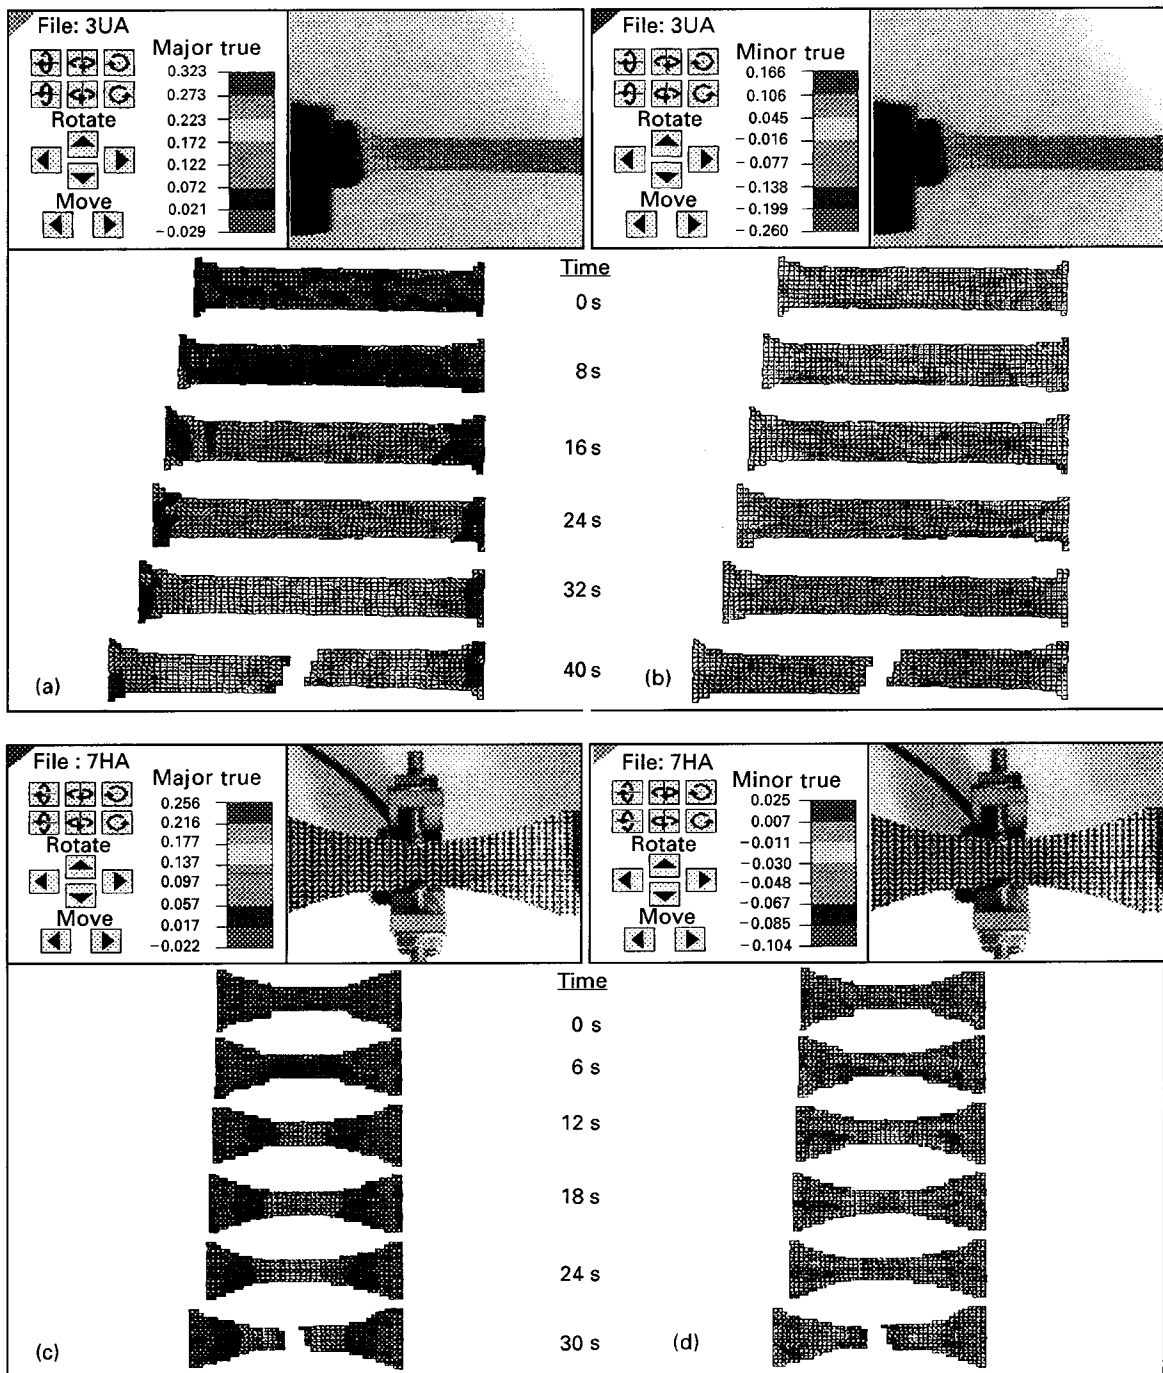 File: 3UA
Major true
0.323
0.273
0.223
0.172
0.122
0.072
0.021
-0.029
Rotate
Move
File: 3UA
Minor true
0.166
0.106
0.045
-0.016
-0.077
-0.138
-0.199
-0.260
Rotate
Move
Time
0 s
8 s
16 s
24 s
32 s
40 s
(a)
(b)
File : 7HA
Major true
0.256
0.216
0.177
0.137
0.097
0.057
0.017
-0.022
Rotate
Move
File: 7HA
Minor true
0.025
0.007
-0.011
-0.030
-0.048
-0.067
-0.085
-0.104
Rotate
Move
Time
0 s
6 s
12 s
18 s
24 s
30 s
(c)
(d)